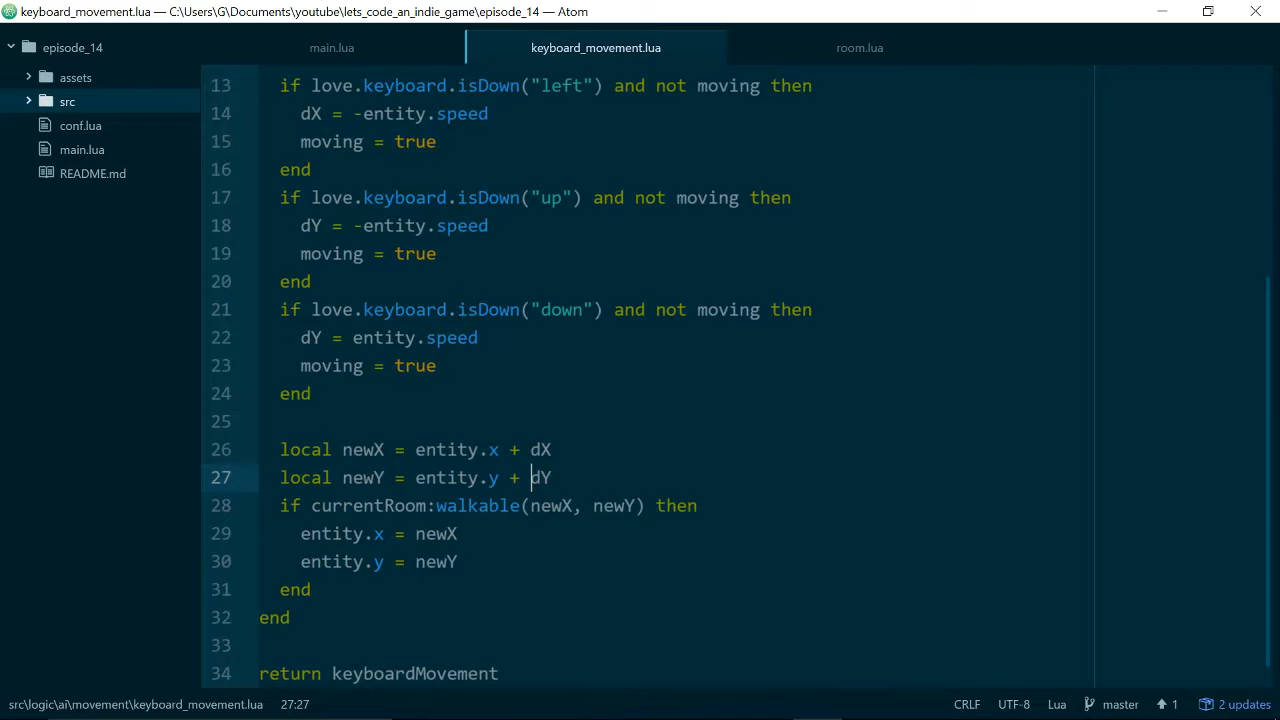 keyboard_movement.lua — C:\Users\G\Documents\youtube\lets_code_an_indie_game\episode_14 — Atom
episode_14
assets
src
conf.lua
main.lua
README.md
main.lua
keyboard_movement.lua
room.lua
13 if love.keyboard.isDown("left") and not moving then
14 dX = -entity.speed
15 moving = true
16 end
17 if love.keyboard.isDown("up") and not moving then
18 dY = -entity.speed
19 moving = true
20 end
21 if love.keyboard.isDown("down") and not moving then
22 dY = entity.speed
23 moving = true
24 end
25
26 local newX = entity.x + dX
27 local newY = entity.y + dY
28 if currentRoom:walkable(newX, newY) then
29 entity.x = newX
30 entity.y = newY
31 end
32 end
33
34 return keyboardMovement
src\logic\ai\movement\keyboard_movement.lua 27:27 CRLF UTF-8 Lua master 1 2 updates